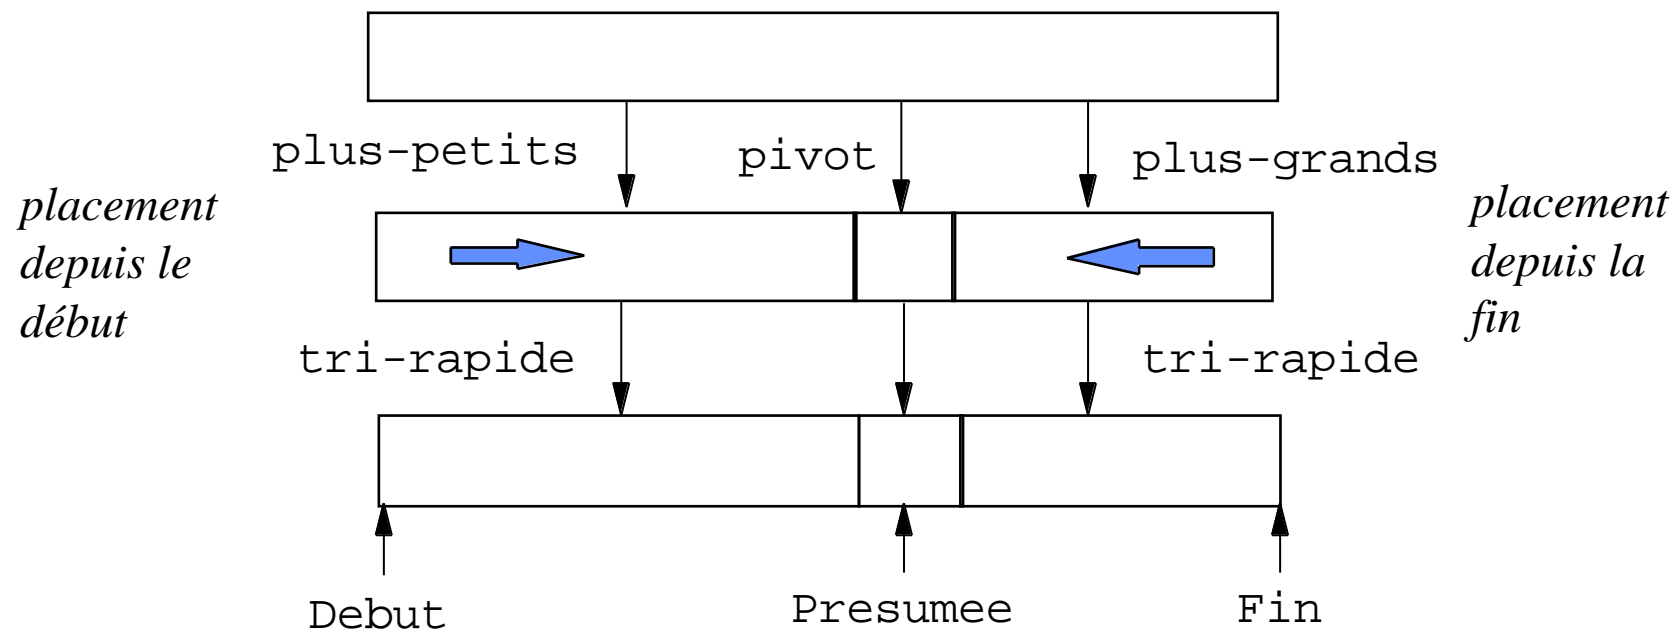 plus-petits
pivot
plus-grands
placement
depuis le
début
placement
depuis la
fin
tri-rapide
tri-rapide
Debut
Presumee
Fin